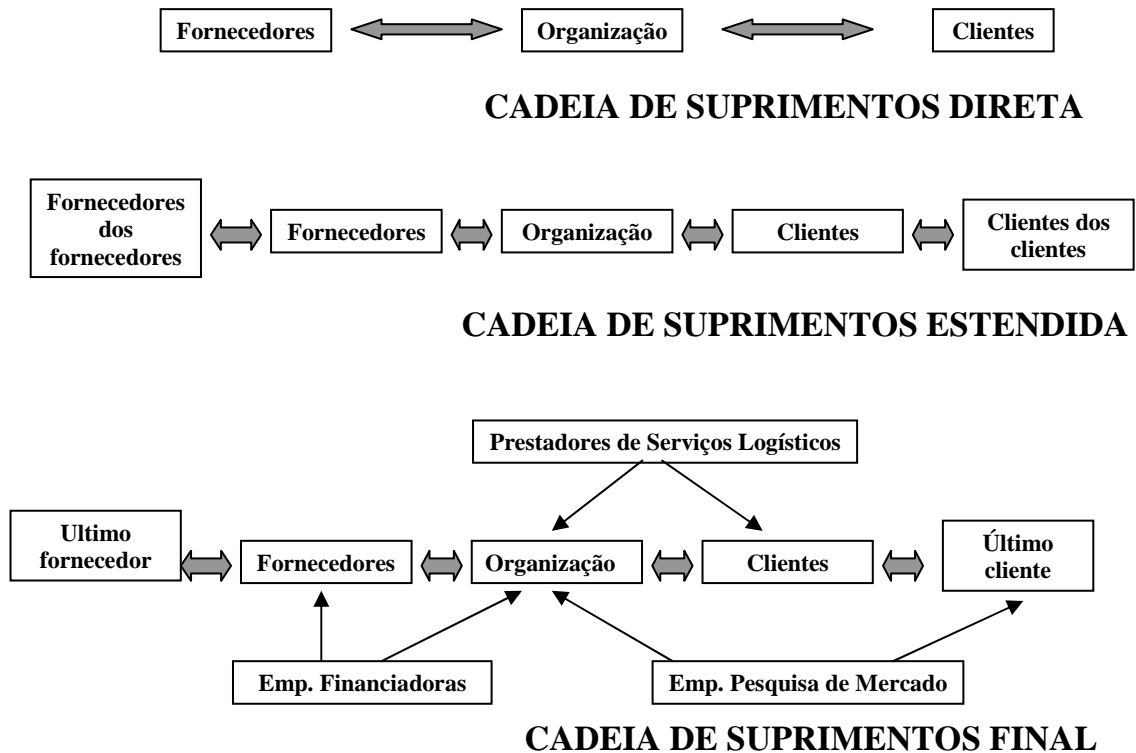 Fornecedores
Organização
Clientes
CADEIA DE SUPRIMENTOS DIRETA
Fornecedores
dos
fornecedores
Fornecedores
Organização
Clientes
Clientes dos
clientes
CADEIA DE SUPRIMENTOS ESTENDIDA
Prestadores de Serviços Logísticos
Ultimo
fornecedor
Fornecedores
Organização
Clientes
Último
cliente
Emp. Financiadoras
Emp. Pesquisa de Mercado
CADEIA DE SUPRIMENTOS FINAL